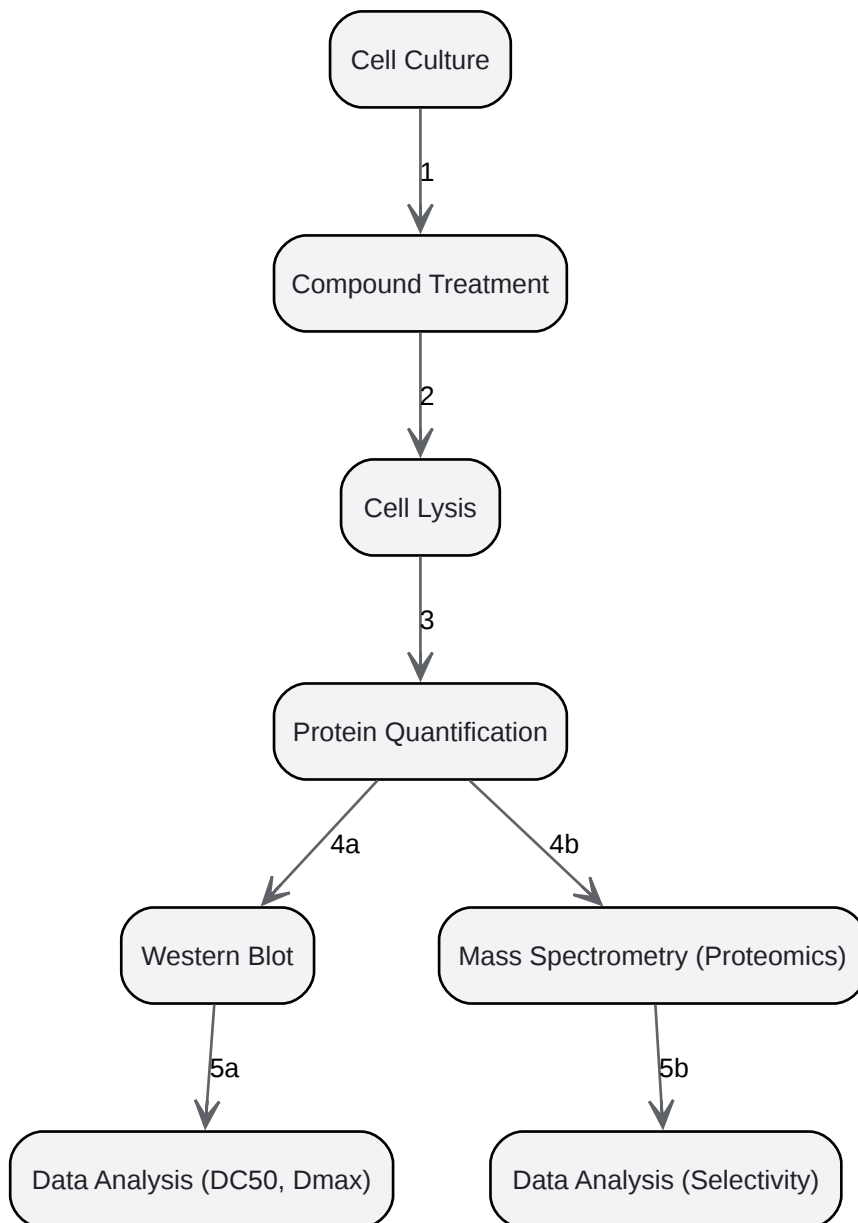 Cell Culture
1
Compound Treatment
2
Cell Lysis
3
Protein Quantification
4a
4b
Western Blot
Mass Spectrometry (Proteomics)
5a
5b
Data Analysis (DC50, Dmax)
Data Analysis (Selectivity)